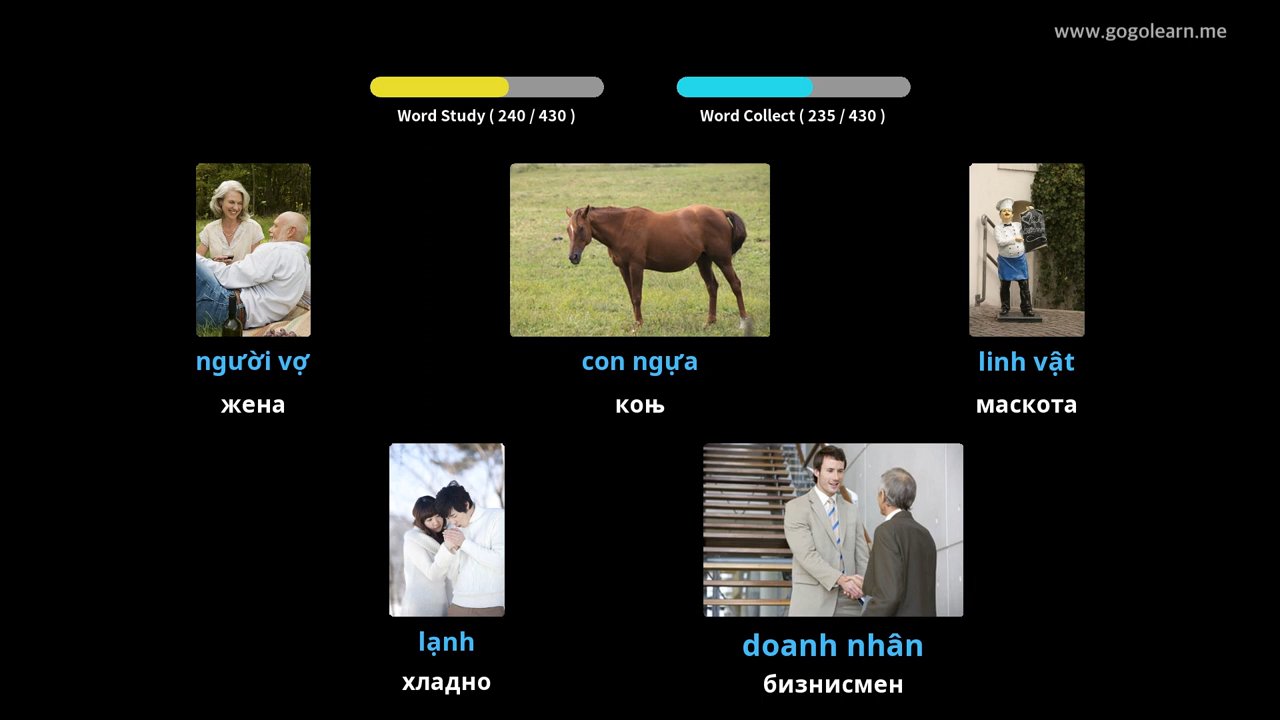 www.gogolearn.me
Word Study ( 240 / 430 )
Word Collect ( 235 / 430 )
người vợ
con ngựa
linh vật
жена
коњ
маскота
lạnh
doanh nhân
хладно
бизнисмен